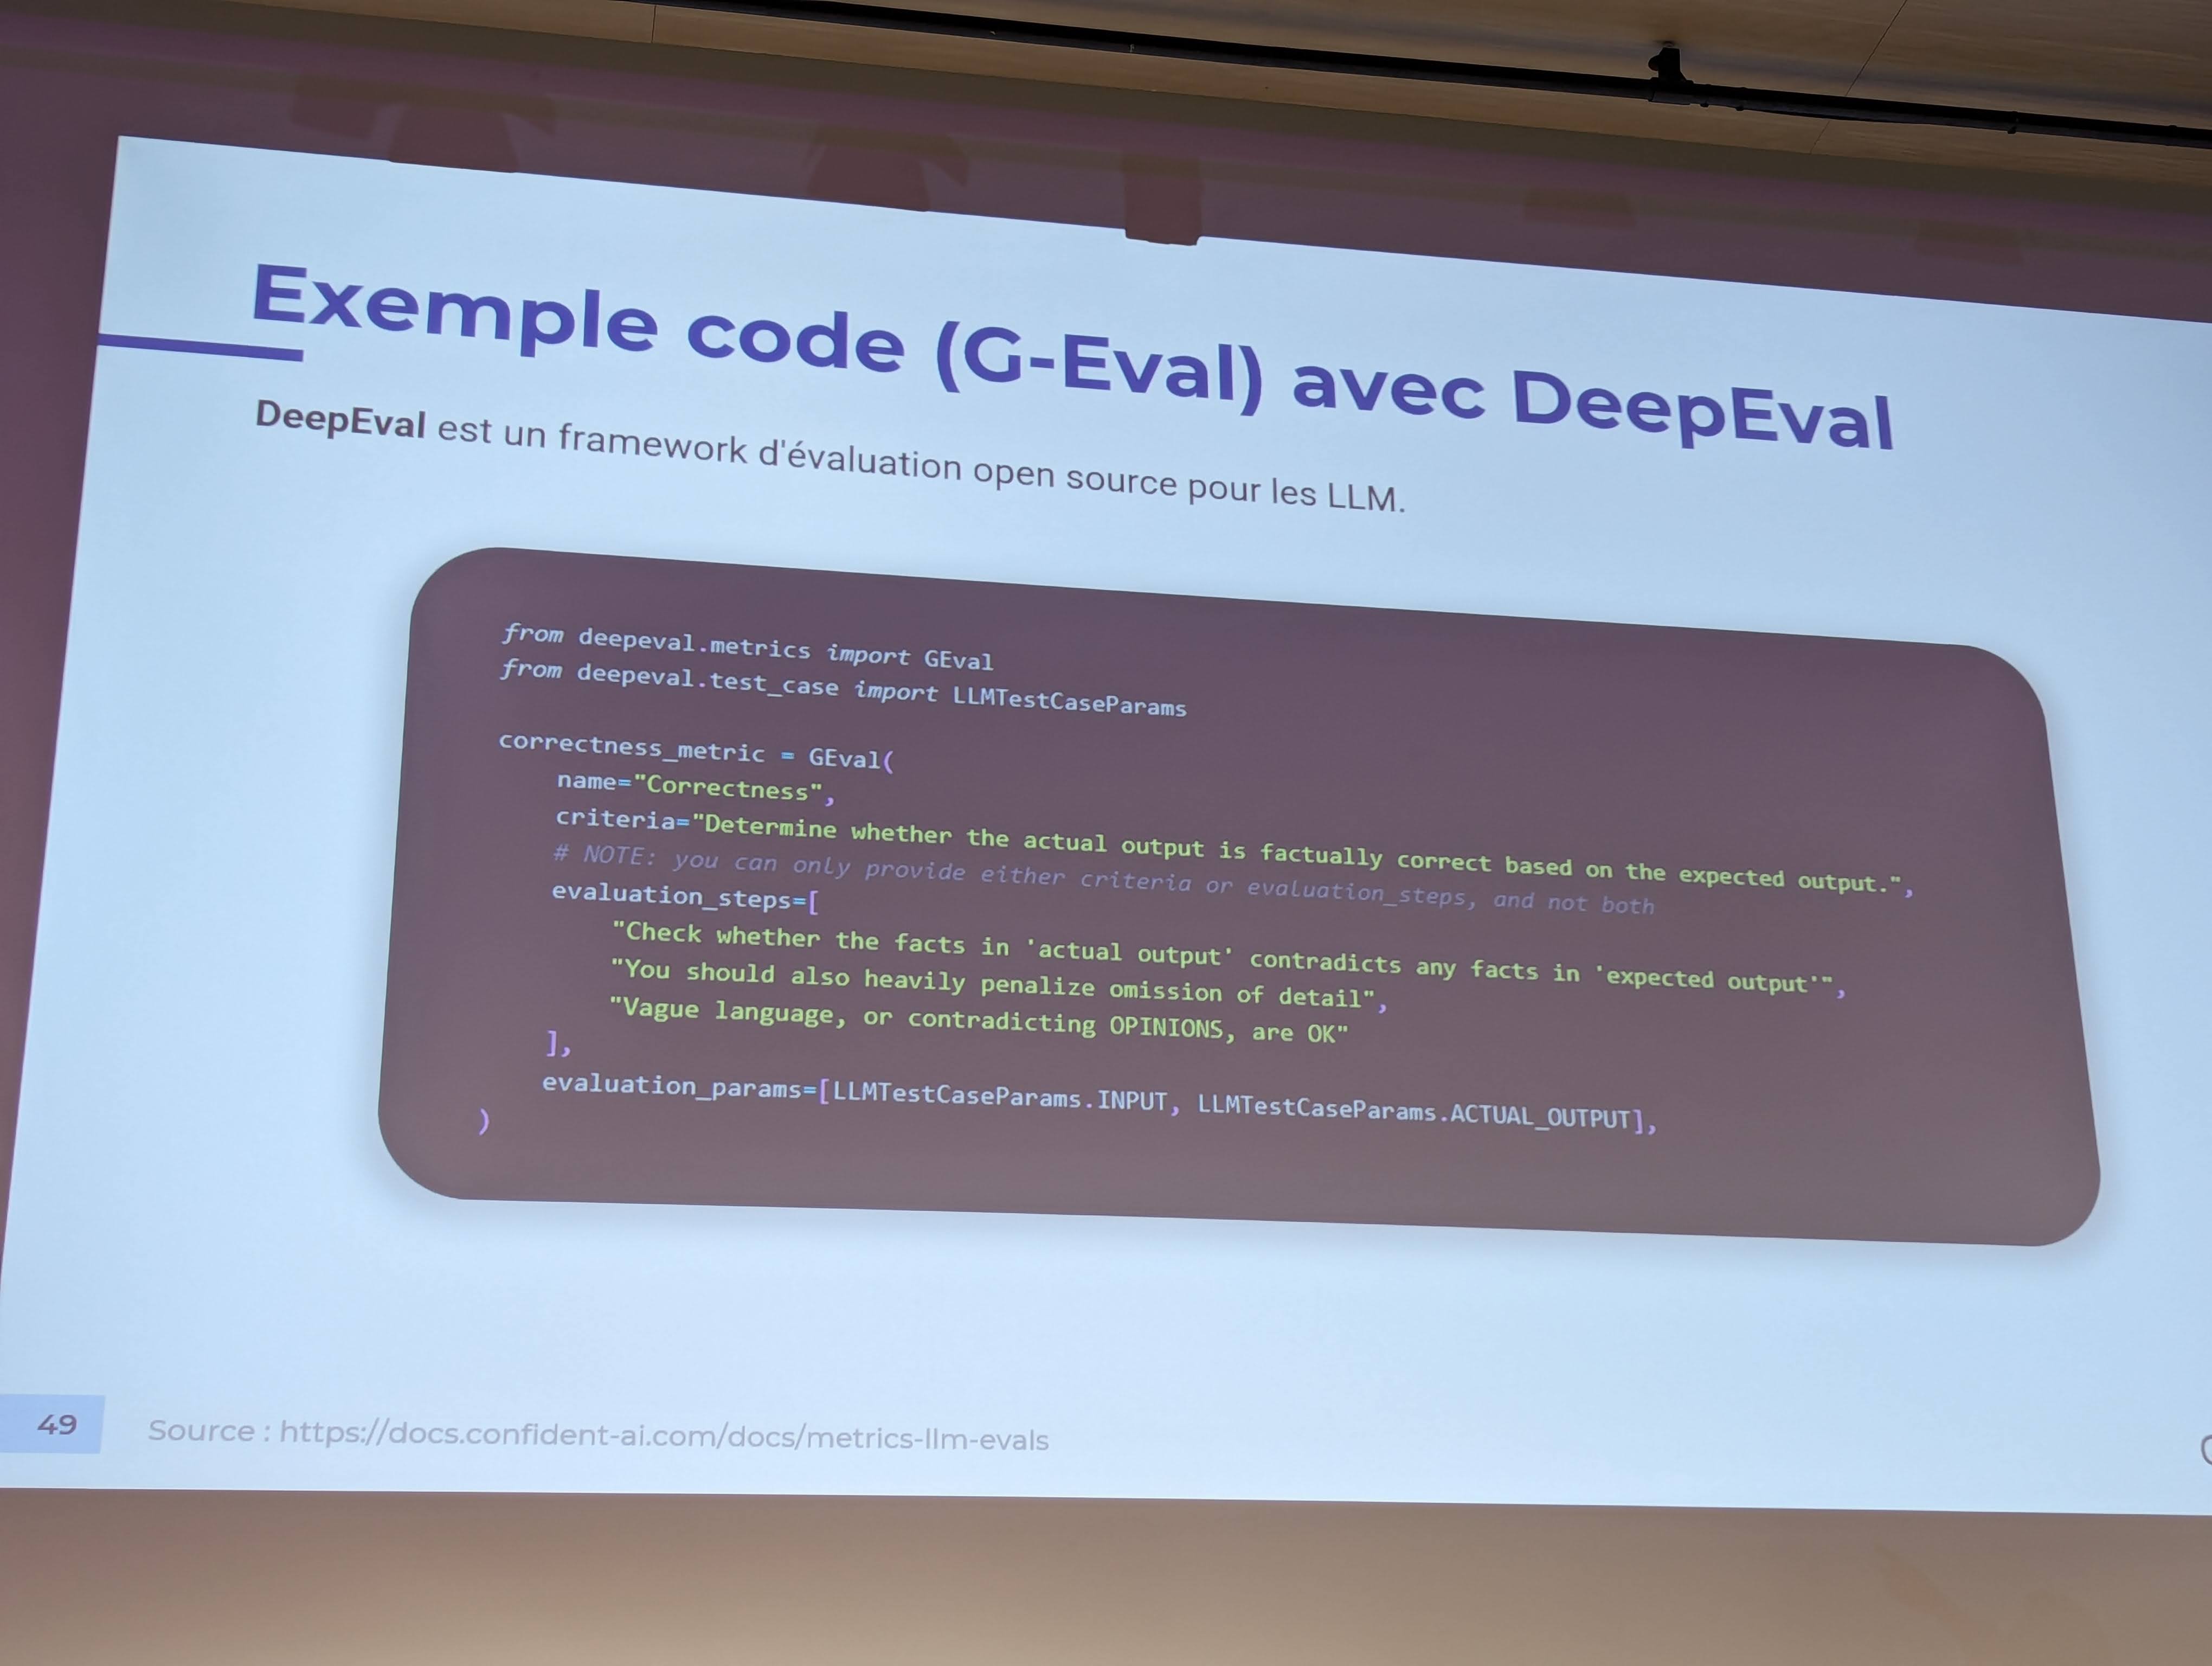 Exemple code (G-Eval) avec DeepEval
DeepEval est un framework d'évaluation open source pour les LLM.
from deepeval.metrics import GEval
from deepeval.test_case import LLMTestCaseParams
correctness_metric = GEval(
    name="Correctness",
    criteria="Determine whether the actual output is factually correct based on the expected output.",
    # NOTE: you can only provide either criteria or evaluation_steps, and not both
    evaluation_steps=[
        "Check whether the facts in 'actual output' contradicts any facts in 'expected output'",
        "You should also heavily penalize omission of detail",
        "Vague language, or contradicting OPINIONS, are OK"
    ],
    evaluation_params=[LLMTestCaseParams.INPUT, LLMTestCaseParams.ACTUAL_OUTPUT],
)
49
Source : https://docs.confident-ai.com/docs/metrics-llm-evals